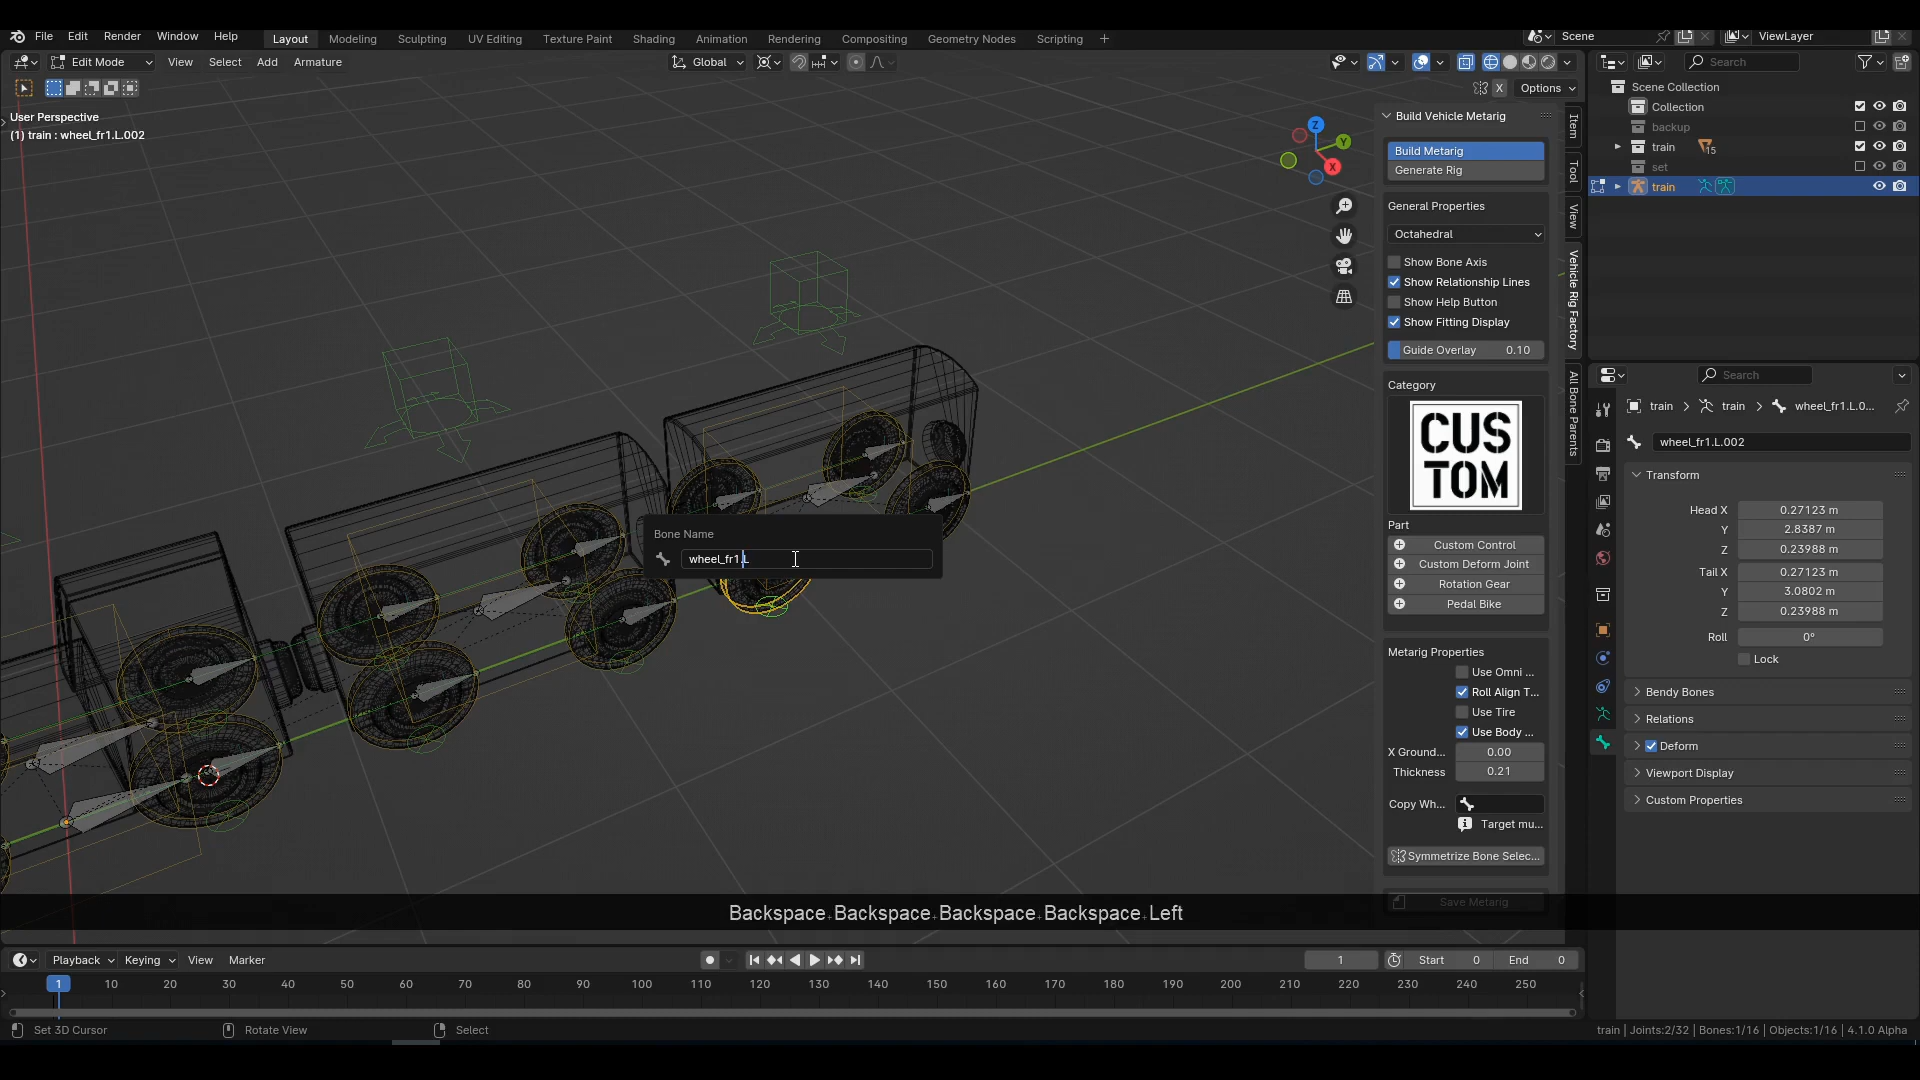 File Edit Render Window Help
Layout Modeling Sculpting UV Editing Texture Paint Shading Animation Rendering Compositing Geometry Nodes Scripting +
Scene
ViewLayer
Edit Mode View Select Add Armature
Global
Search
X Options
User Perspective
(1) train : wheel_fr1.L.002
Z
Y
X
Build Vehicle Metarig
Build Metarig
Generate Rig
General Properties
Octahedral
Show Bone Axis
Show Relationship Lines
Show Help Button
Show Fitting Display
Guide Overlay 0.10
Category
CUS
TOM
Part
Custom Control
Custom Deform Joint
Rotation Gear
Pedal Bike
Metarig Properties
Use Omni ...
Roll Align T...
Use Tire
Use Body ...
X Ground... 0.00
Thickness 0.21
Copy Wh...
Target mu...
Symmetrize Bone Selec...
Save Metarig
Item
Tool
View
Vehicle Rig Factory
All Bone Parents
Scene Collection
Collection
backup
train 15
set
train
Search
train > train > wheel_fr1.L.0...
wheel_fr1.L.002
Transform
Head X 0.27123 m
Y 2.8387 m
Z 0.23988 m
Tail X 0.27123 m
Y 3.0802 m
Z 0.23988 m
Roll 0°
Lock
Bendy Bones
Relations
Deform
Viewport Display
Custom Properties
Bone Name
wheel_fr1.L
Backspace+Backspace+Backspace+Backspace+Left
Playback Keying View Marker
1 Start 0 End 0
1 10 20 30 40 50 60 70 80 90 100 110 120 130 140 150 160 170 180 190 200 210 220 230 240 250
Set 3D Cursor Rotate View Select
train | Joints:2/32 | Bones:1/16 | Objects:1/16 | 4.1.0 Alpha